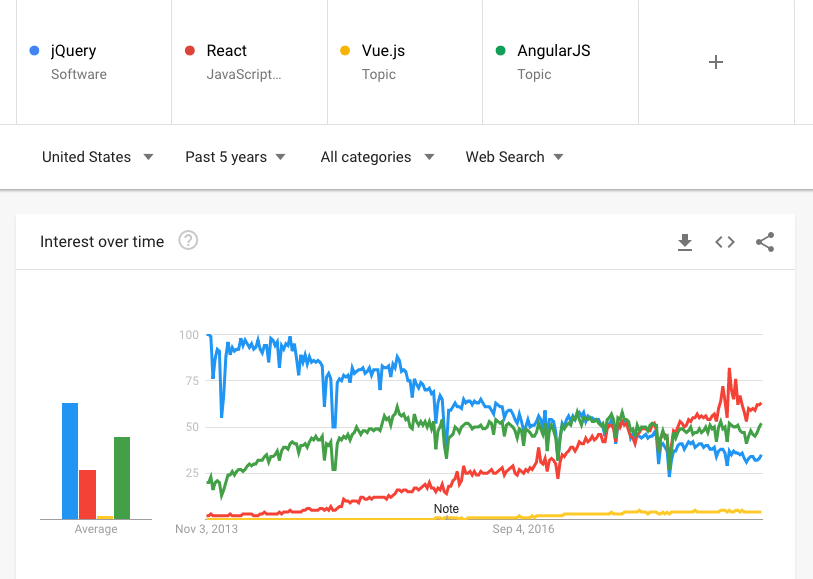 jQuery
Software
React
JavaScript...
Vue.js
Topic
AngularJS
Topic
+
United States
Past 5 years
All categories
Web Search
Interest over time
?
100
75
50
25
Note
Average
Nov 3, 2013
Sep 4, 2016